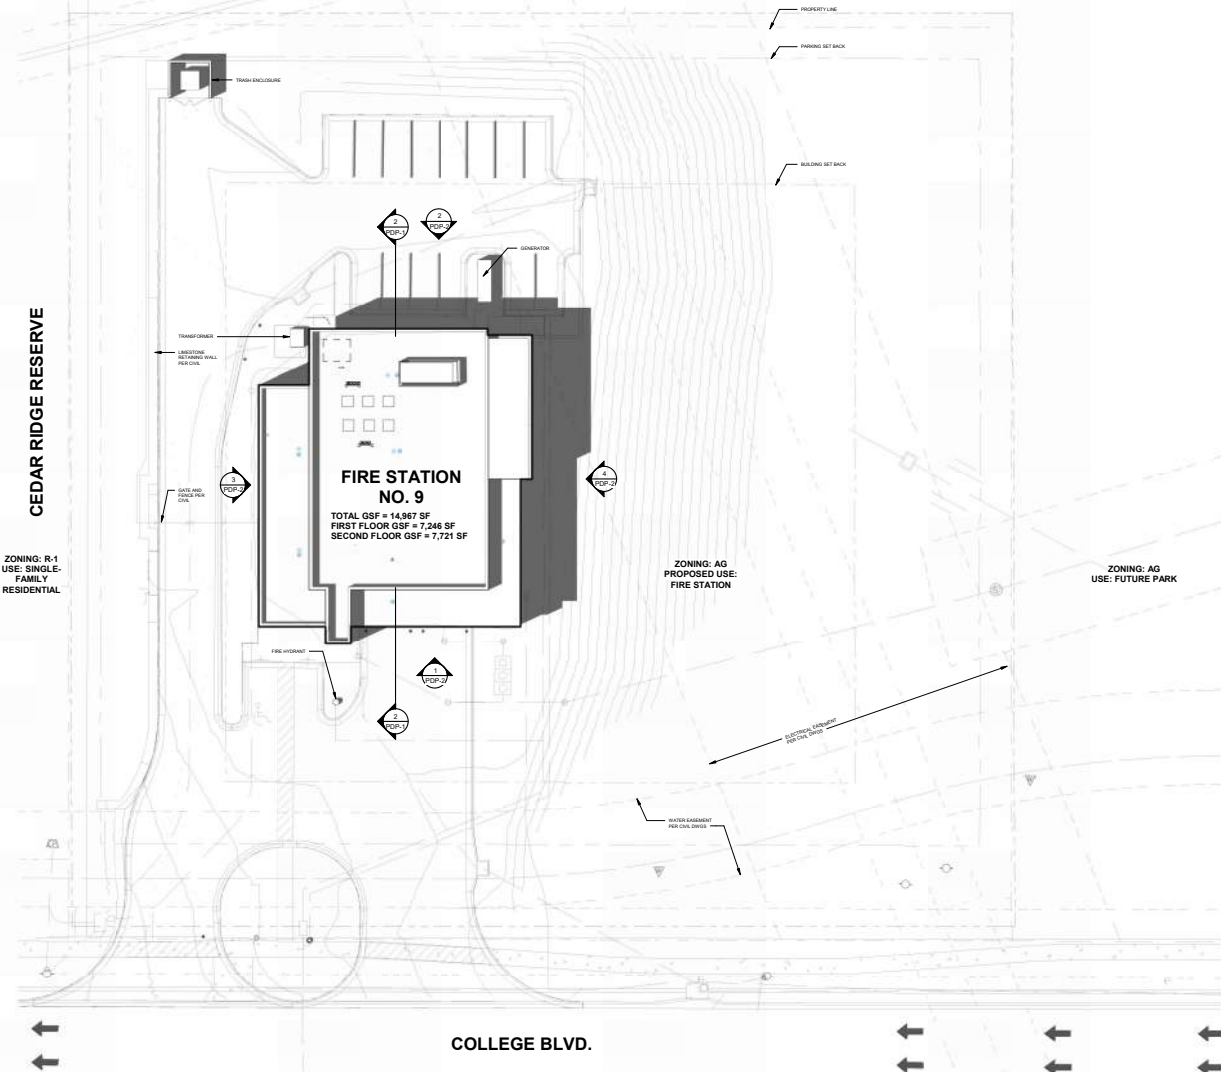 PROPERTY LINE
PARKING SET BACK
TRASH ENCLOSURE
BUILDING SET BACK
2
PDP-1
2
PDP-2
GENERATOR
TRANSFORMER
LIMESTONE
RETAINING WALL
PER CIVIL
CEDAR RIDGE RESERVE
FIRE STATION
NO. 9
TOTAL GSF = 14,967 SF
FIRST FLOOR GSF = 7,246 SF
SECOND FLOOR GSF = 7,721 SF
3
PDP-2
4
PDP-2
GATE AND
FENCE PER
CIVIL
ZONING: R-1
USE: SINGLE-
FAMILY
RESIDENTIAL
ZONING: AG
PROPOSED USE:
FIRE STATION
ZONING: AG
USE: FUTURE PARK
FIRE HYDRANT
1
PDP-2
2
PDP-1
ELECTRICAL EASEMENT
PER CIVIL DWGS
WATER EASEMENT
PER CIVIL DWGS
COLLEGE BLVD.